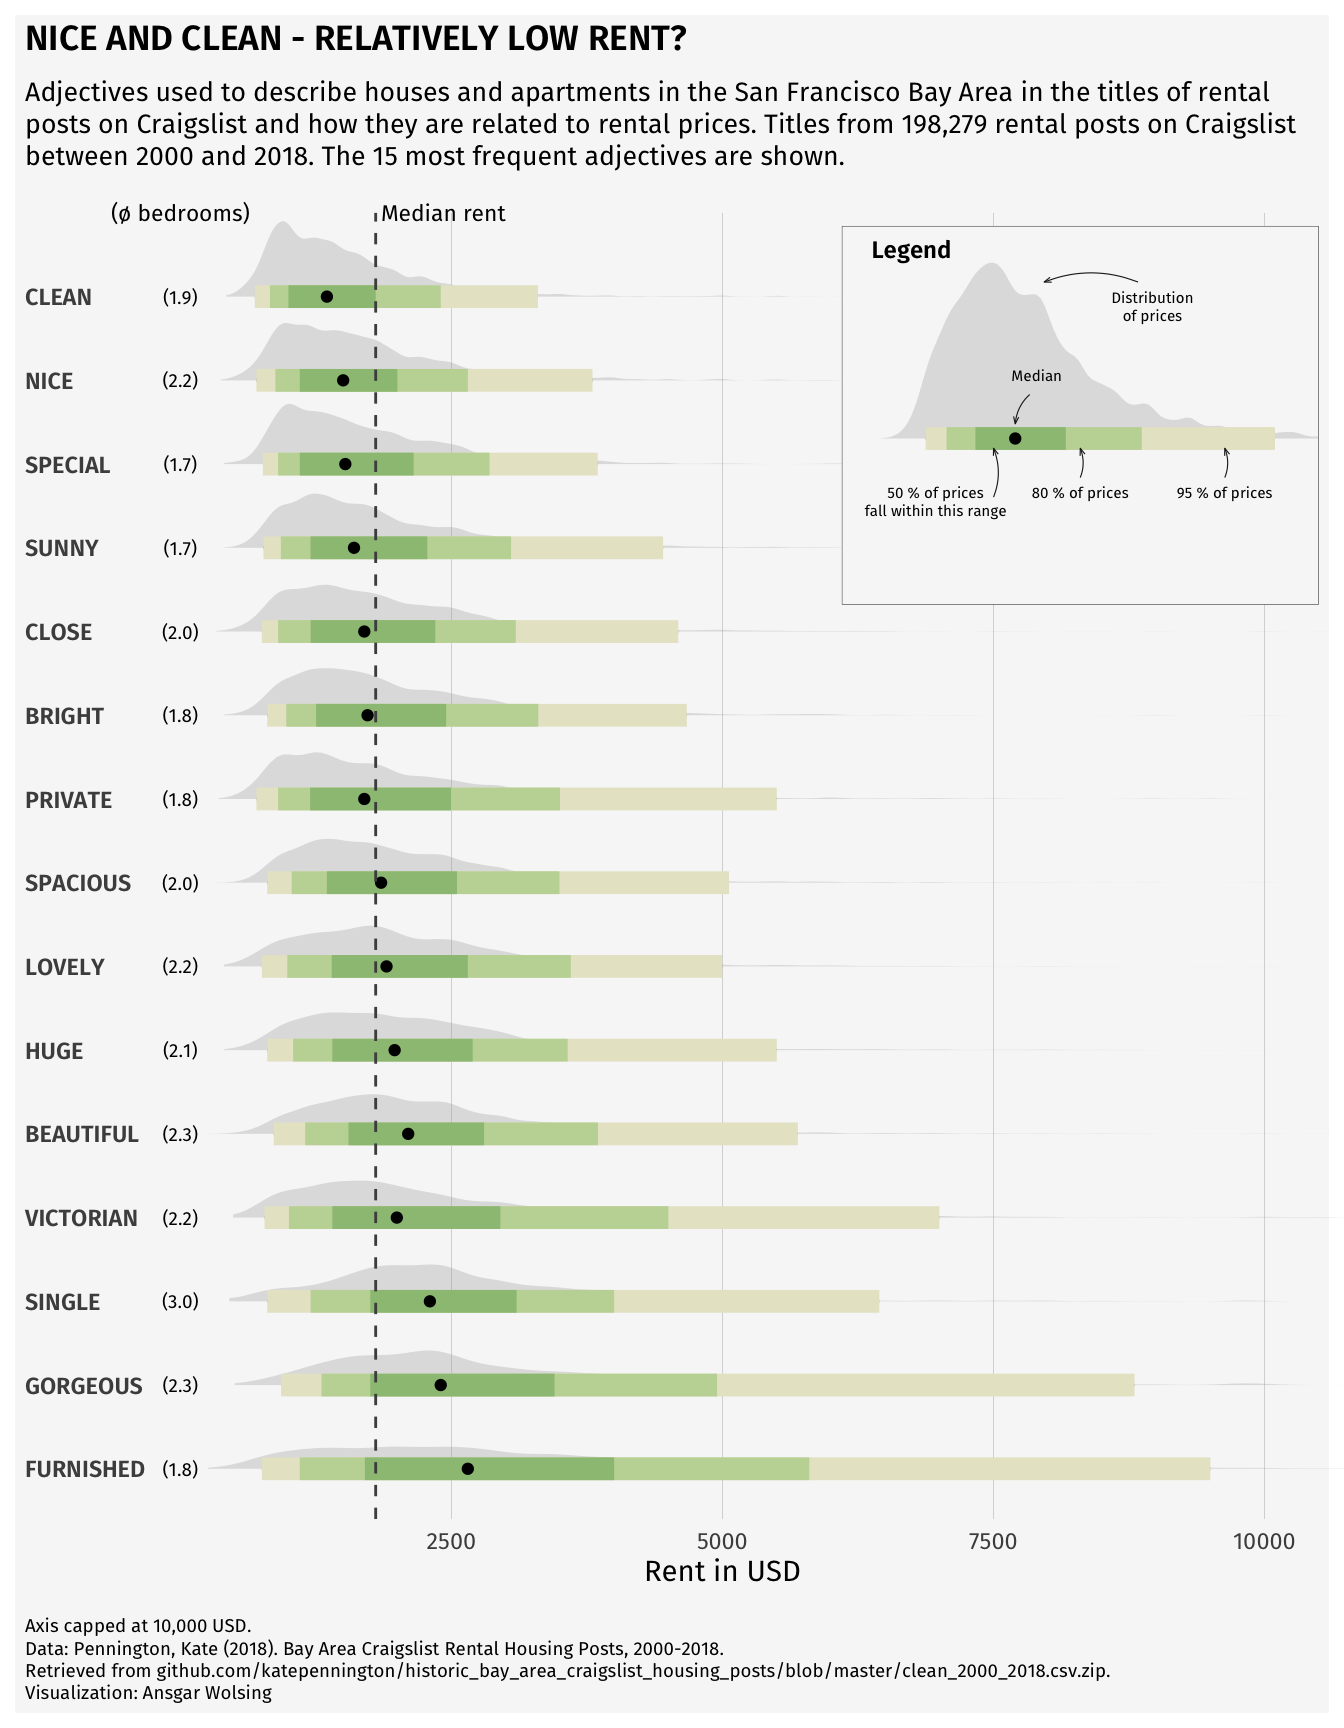 NICE AND CLEAN - RELATIVELY LOW RENT?
Adjectives used to describe houses and apartments in the San Francisco Bay Area in the titles of rental
posts on Craigslist and how they are related to rental prices. Titles from 198,279 rental posts on Craigslist
between 2000 and 2018. The 15 most frequent adjectives are shown.
(ø bedrooms) Median rent
CLEAN (1.9)
NICE (2.2)
SPECIAL (1.7)
SUNNY (1.7)
CLOSE (2.0)
BRIGHT (1.8)
PRIVATE (1.8)
SPACIOUS (2.0)
LOVELY (2.2)
HUGE (2.1)
BEAUTIFUL (2.3)
VICTORIAN (2.2)
SINGLE (3.0)
GORGEOUS (2.3)
FURNISHED (1.8)
Legend
Distribution
of prices
Median
50 % of prices
fall within this range
80 % of prices
95 % of prices
2500 5000 7500 10000
Rent in USD
Axis capped at 10,000 USD.
Data: Pennington, Kate (2018). Bay Area Craigslist Rental Housing Posts, 2000-2018.
Retrieved from github.com/katepennington/historic_bay_area_craigslist_housing_posts/blob/master/clean_2000_2018.csv.zip.
Visualization: Ansgar Wolsing